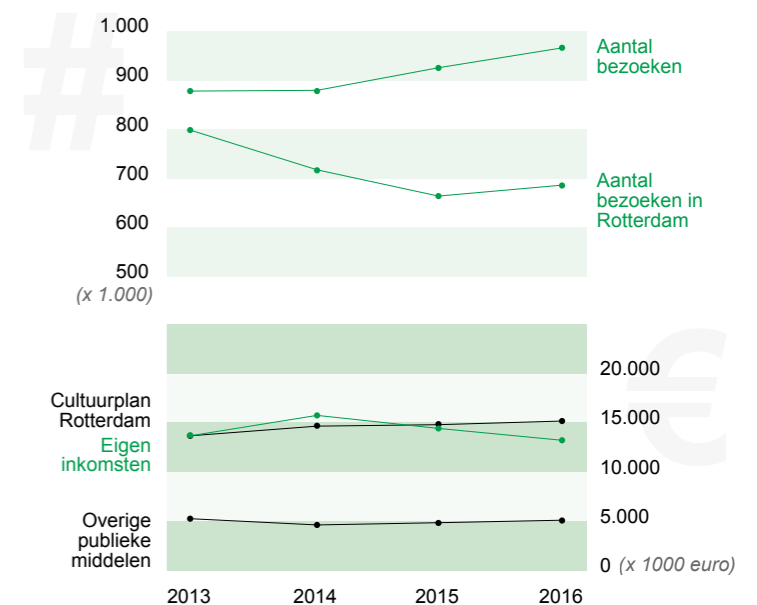 #
1.000
900
800
700
600
500
(x 1.000)
Aantal
bezoeken
Aantal
bezoeken in
Rotterdam
€
Cultuurplan
Rotterdam
Eigen
inkomsten
Overige
publieke
middelen
20.000
15.000
10.000
5.000
0 (x 1000 euro)
2013 2014 2015 2016